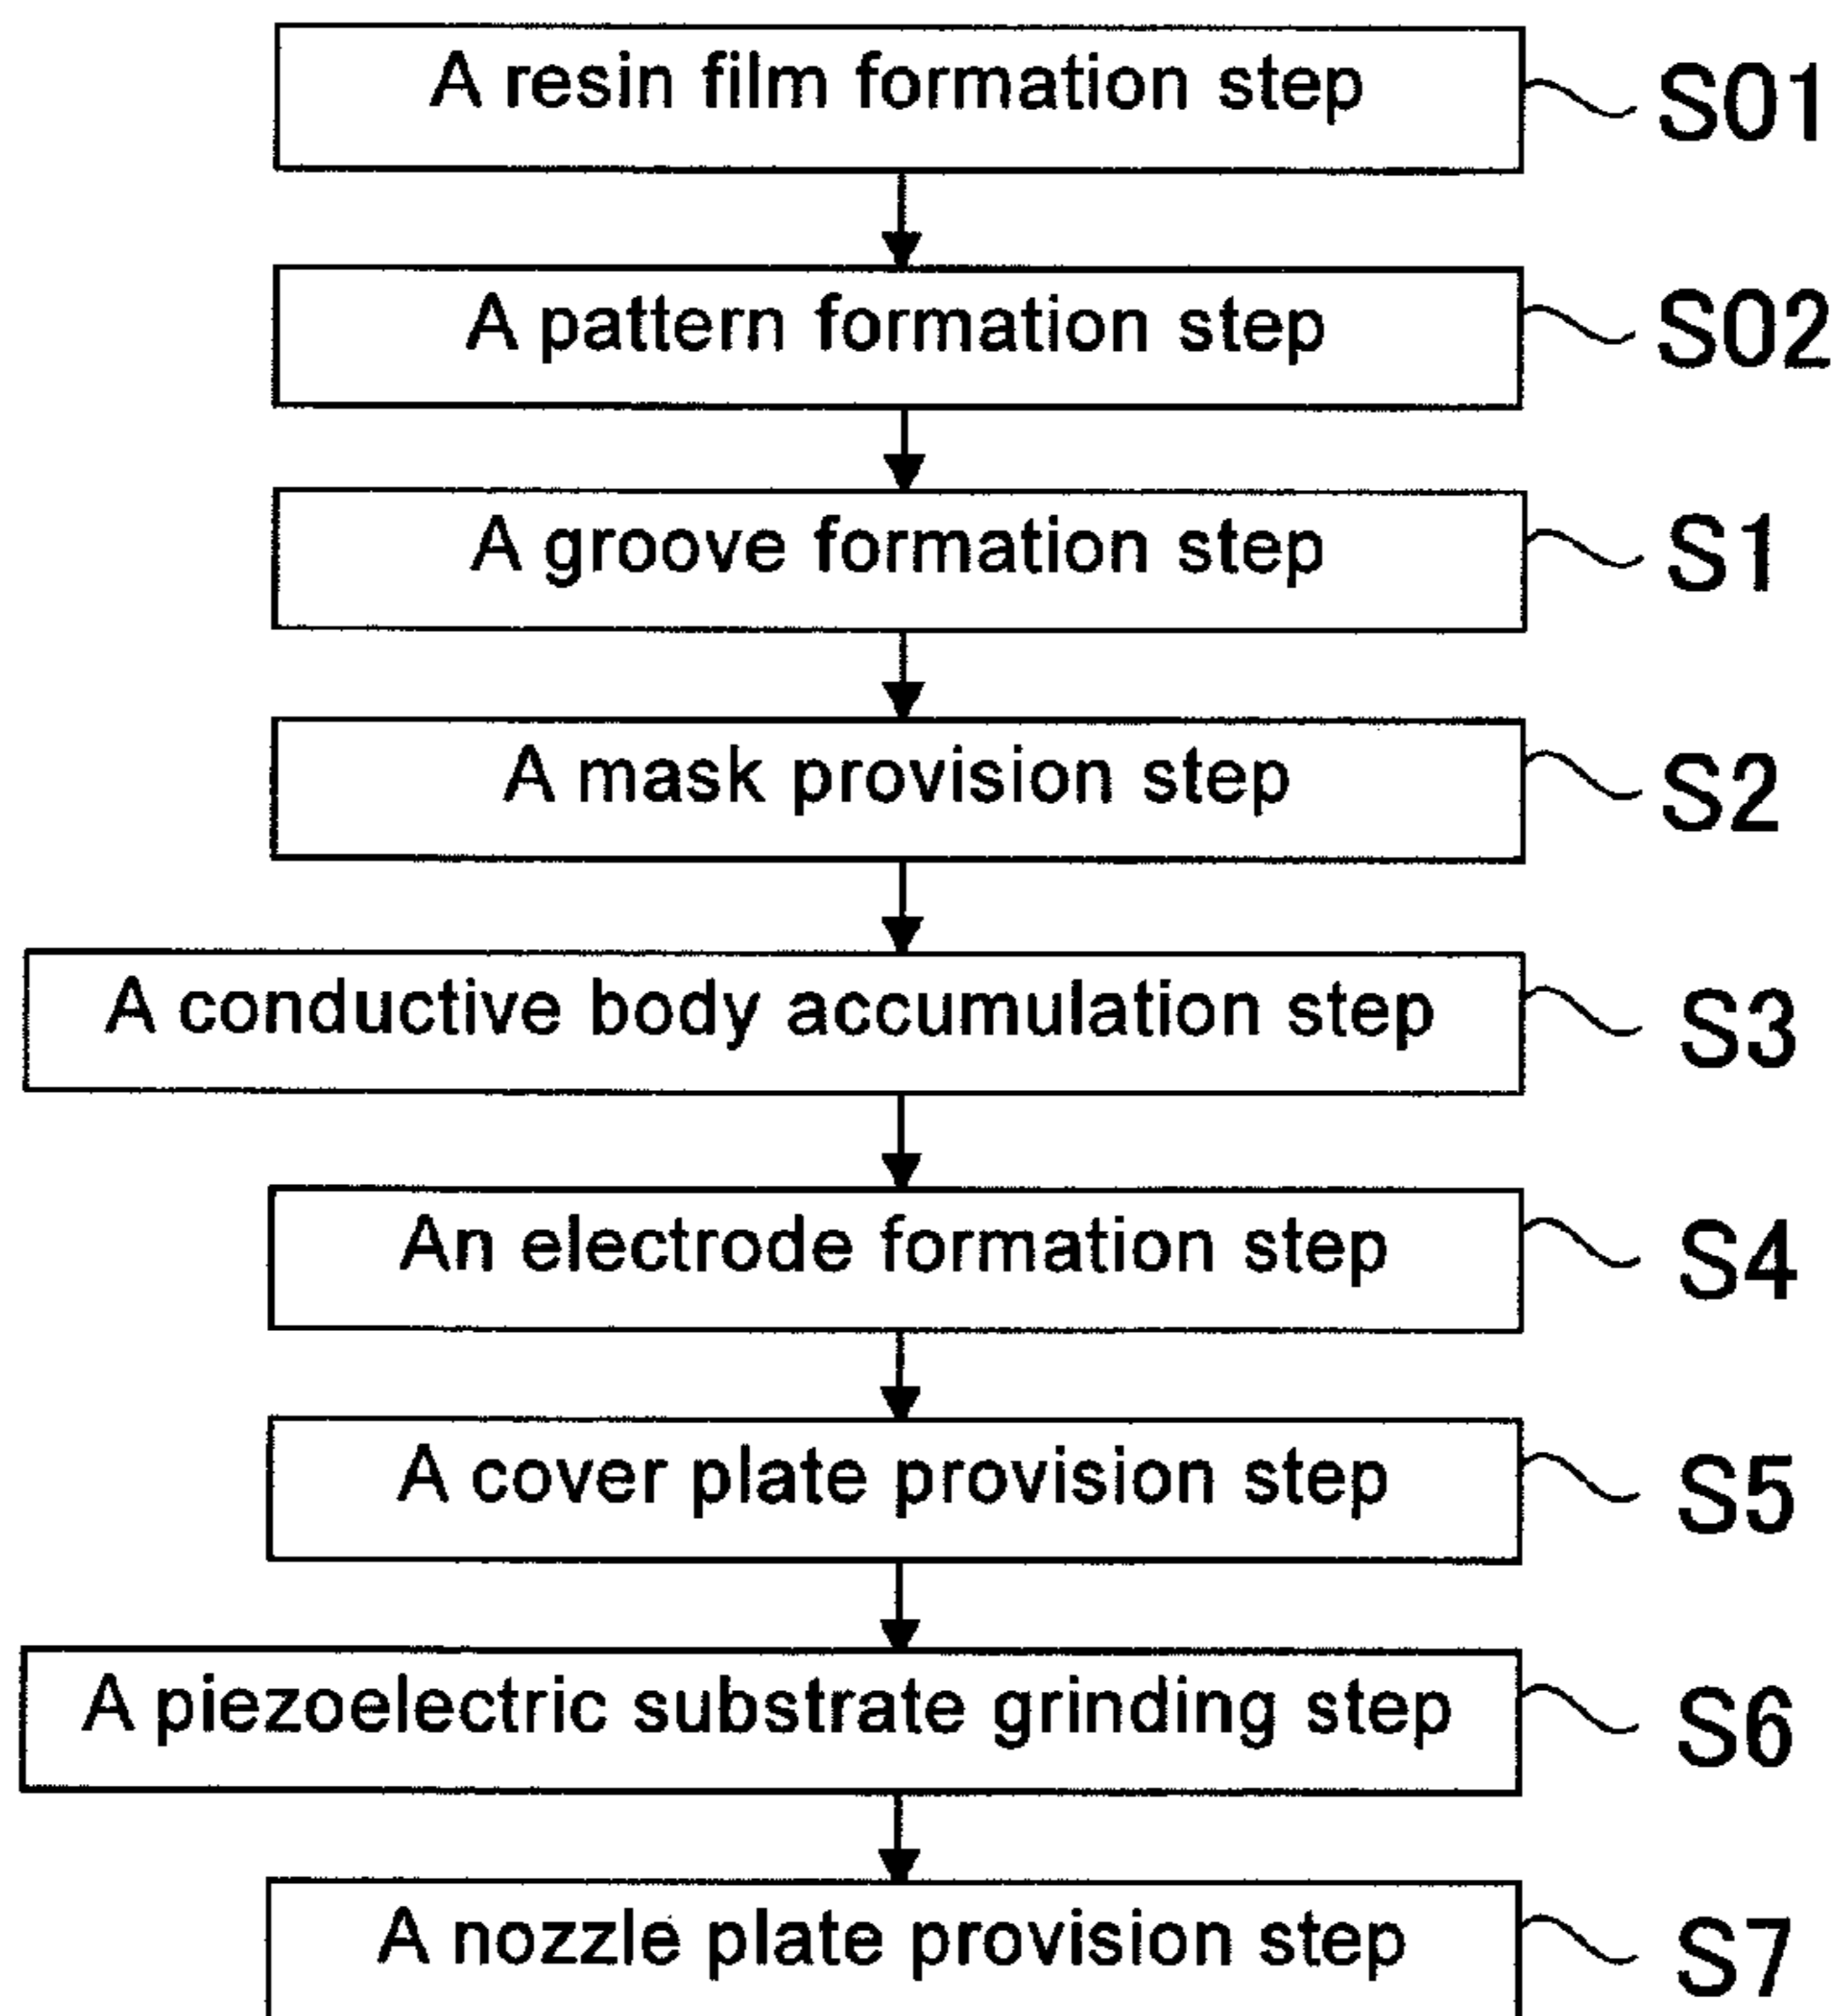 A resin film formation step S01
A pattern formation step S02
A groove formation step S1
A mask provision step S2
A conductive body accumulation step S3
An electrode formation step S4
A cover plate provision step S5
A piezoelectric substrate grinding step S6
A nozzle plate provision step S7